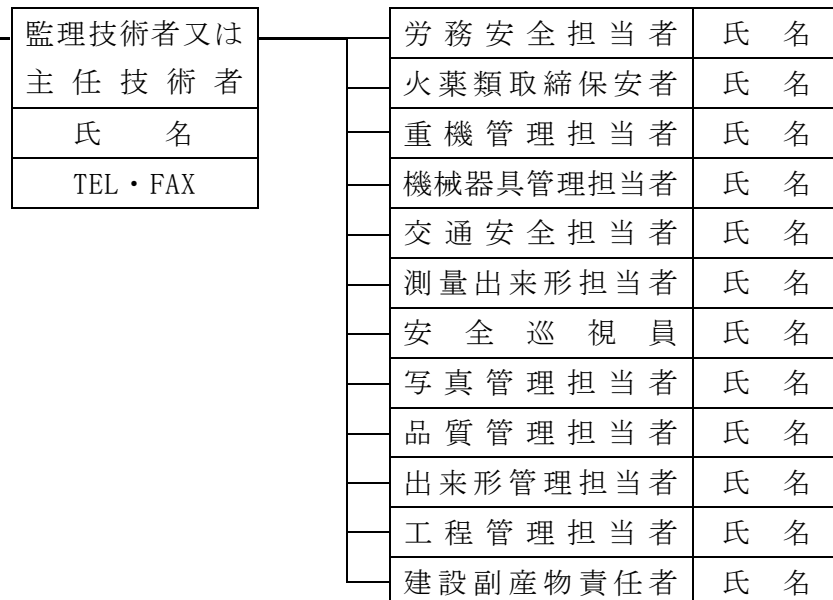 監理技術者又は
主任技術者
氏名
TEL・FAX
労務安全担当者 氏名
火薬類取締保安者 氏名
重機管理担当者 氏名
機械器具管理担当者 氏名
交通安全担当者 氏名
測量出来形担当者 氏名
安全巡視員 氏名
写真管理担当者 氏名
品質管理担当者 氏名
出来形管理担当者 氏名
工程管理担当者 氏名
建設副産物責任者 氏名